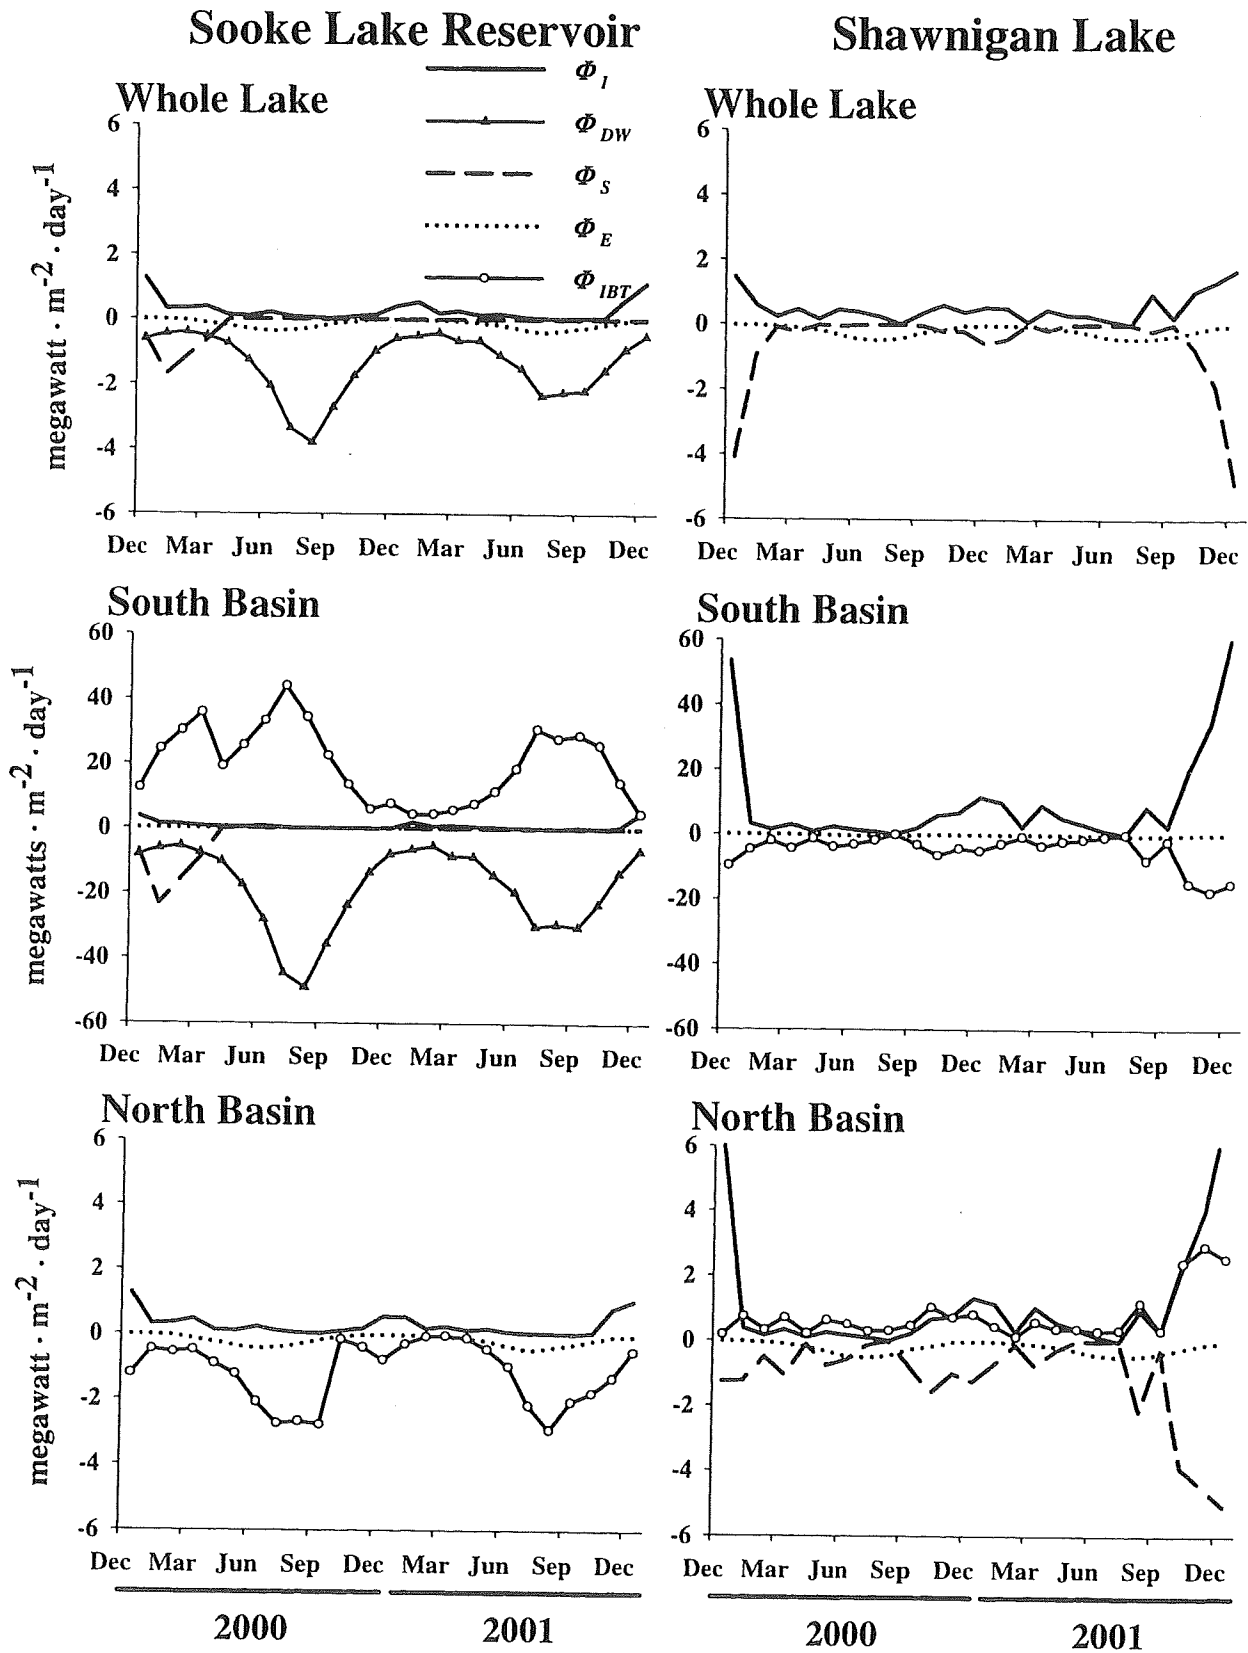 Sooke Lake Reservoir
Shawnigan Lake
Φ I
Φ DW
Φ S
Φ E
Φ IBT
Whole Lake
megawatt · m-2 · day-1
6
4
2
0
-2
-4
-6
Dec Mar Jun Sep Dec Mar Jun Sep Dec
Whole Lake
6
4
2
0
-2
-4
-6
Dec Mar Jun Sep Dec Mar Jun Sep Dec
South Basin
megawatts · m-2 · day-1
60
40
20
0
-20
-40
-60
Dec Mar Jun Sep Dec Mar Jun Sep Dec
South Basin
60
40
20
0
-20
-40
-60
Dec Mar Jun Sep Dec Mar Jun Sep Dec
North Basin
megawatt · m-2 · day-1
6
4
2
0
-2
-4
-6
Dec Mar Jun Sep Dec Mar Jun Sep Dec
2000 2001
North Basin
6
4
2
0
-2
-4
-6
Dec Mar Jun Sep Dec Mar Jun Sep Dec
2000 2001